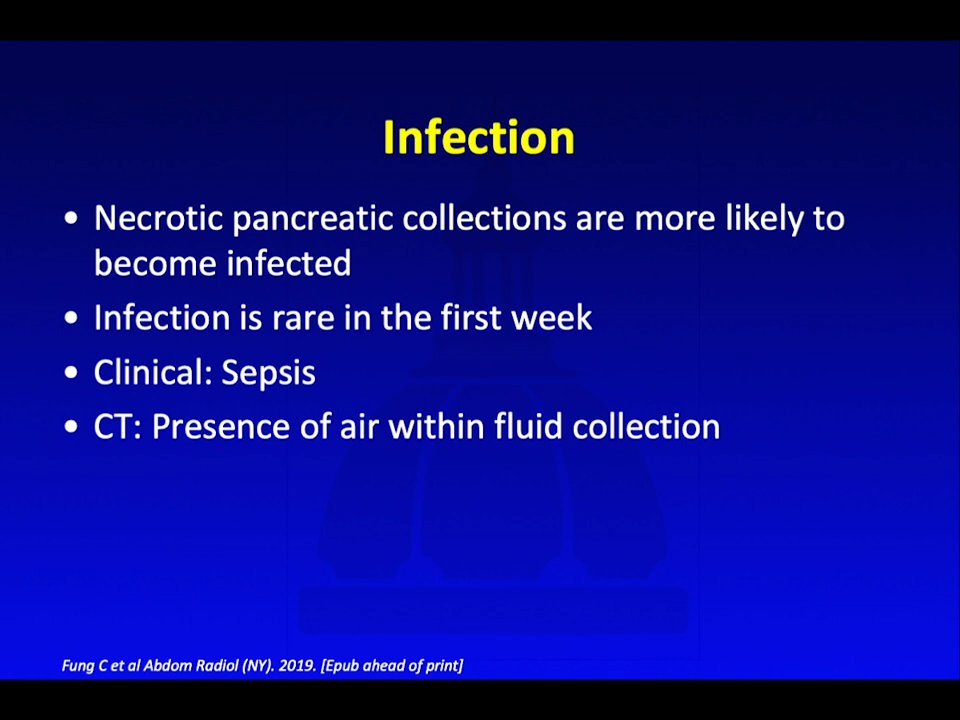 Infection
• Necrotic pancreatic collections are more likely to
become infected
• Infection is rare in the first week
• Clinical: Sepsis
• CT: Presence of air within fluid collection
Fung C et al Abdom Radiol (NY). 2019. [Epub ahead of print]